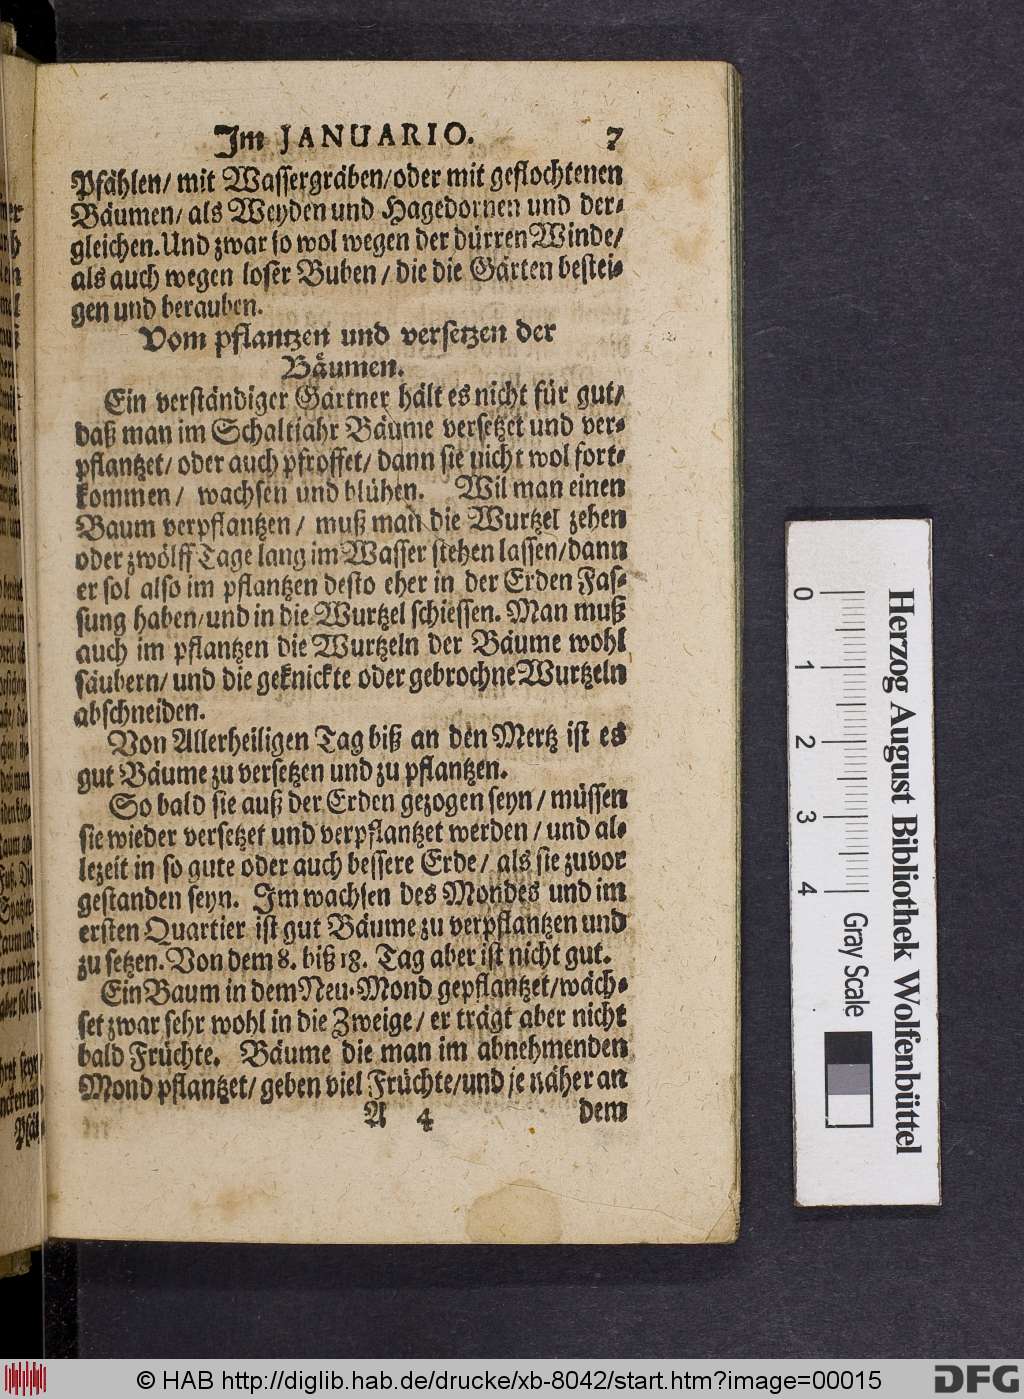 Im JANUARIO. 7
Pfählen/ mit Wassergräben/oder mit geflochtenen
Bäumen/ als Weyden und Hagedornen und der-
gleichen. Und zwar so wol wegen der dürren Winde/
als auch wegen loser Buben/ die die Gärten bestei-
gen und berauben.
Vom pflantzen und versetzen der
Bäumen.
Ein verständiger Gärtner hält es nicht für gut/
daß man im Schaltjahr Bäume versetzet und ver-
pflantzet/ oder auch pfroffet/ dann sie nicht wol fort-
kommen/ wachsen und blühen. Wil man einen
Baum verpflantzen/ muß man die Wurtzel zehen
oder zwölff Tage lang im Wasser stehen lassen/dann
er sol also im pflantzen desto eher in der Erden Fas-
sung haben/und in die Wurtzel schiessen. Man muß
auch im pflantzen die Wurtzeln der Bäume wohl
säubern/ und die geknickte oder gebrochne Wurtzeln
abschneiden.
Von Allerheiligen Tag biß an den Mertz ist es
gut Bäume zu versetzen und zu pflantzen.
So bald sie auß der Erden gezogen seyn/ müssen
sie wieder versetzet und verpflantzet werden/ und al-
lezeit in so gute oder auch bessere Erde/ als sie zuvor
gestanden seyn. Im wachsen des Mondes und im
ersten Quartier ist gut Bäume zu verpflantzen und
zu setzen. Von dem 8. biß 18. Tag aber ist nicht gut.
Ein Baum in dem Neu-Mond gepflantzet/wäch-
set zwar sehr wohl in die Zweige/ er trägt aber nicht
bald Früchte. Bäume die man im abnehmenden
Mond pflantzet/ geben viel Früchte/und je näher an
A 4 dem
Herzog August Bibliothek Wolfenbüttel
0 1 2 3 4 Gray Scale
© HAB http://diglib.hab.de/drucke/xb-8042/start.htm?image=00015
DFG